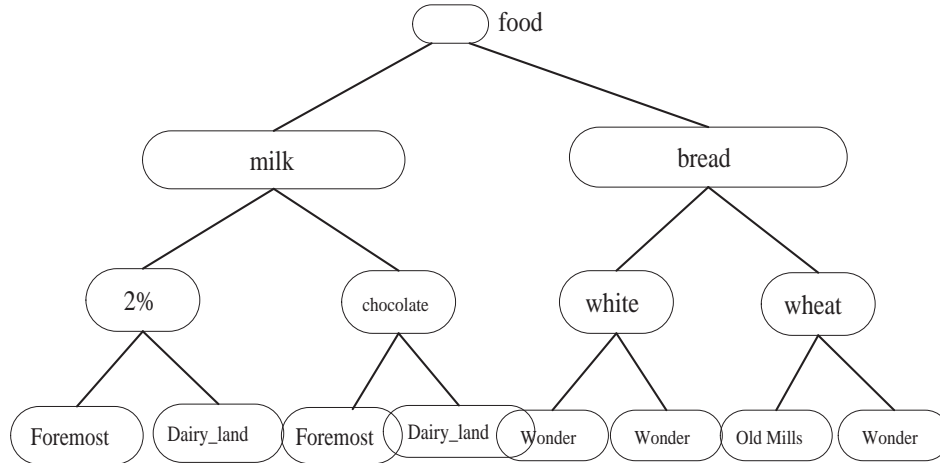 food
milk
bread
2%
chocolate
white
wheat
Foremost
Dairy_land
Foremost
Dairy_land
Wonder
Wonder
Old Mills
Wonder